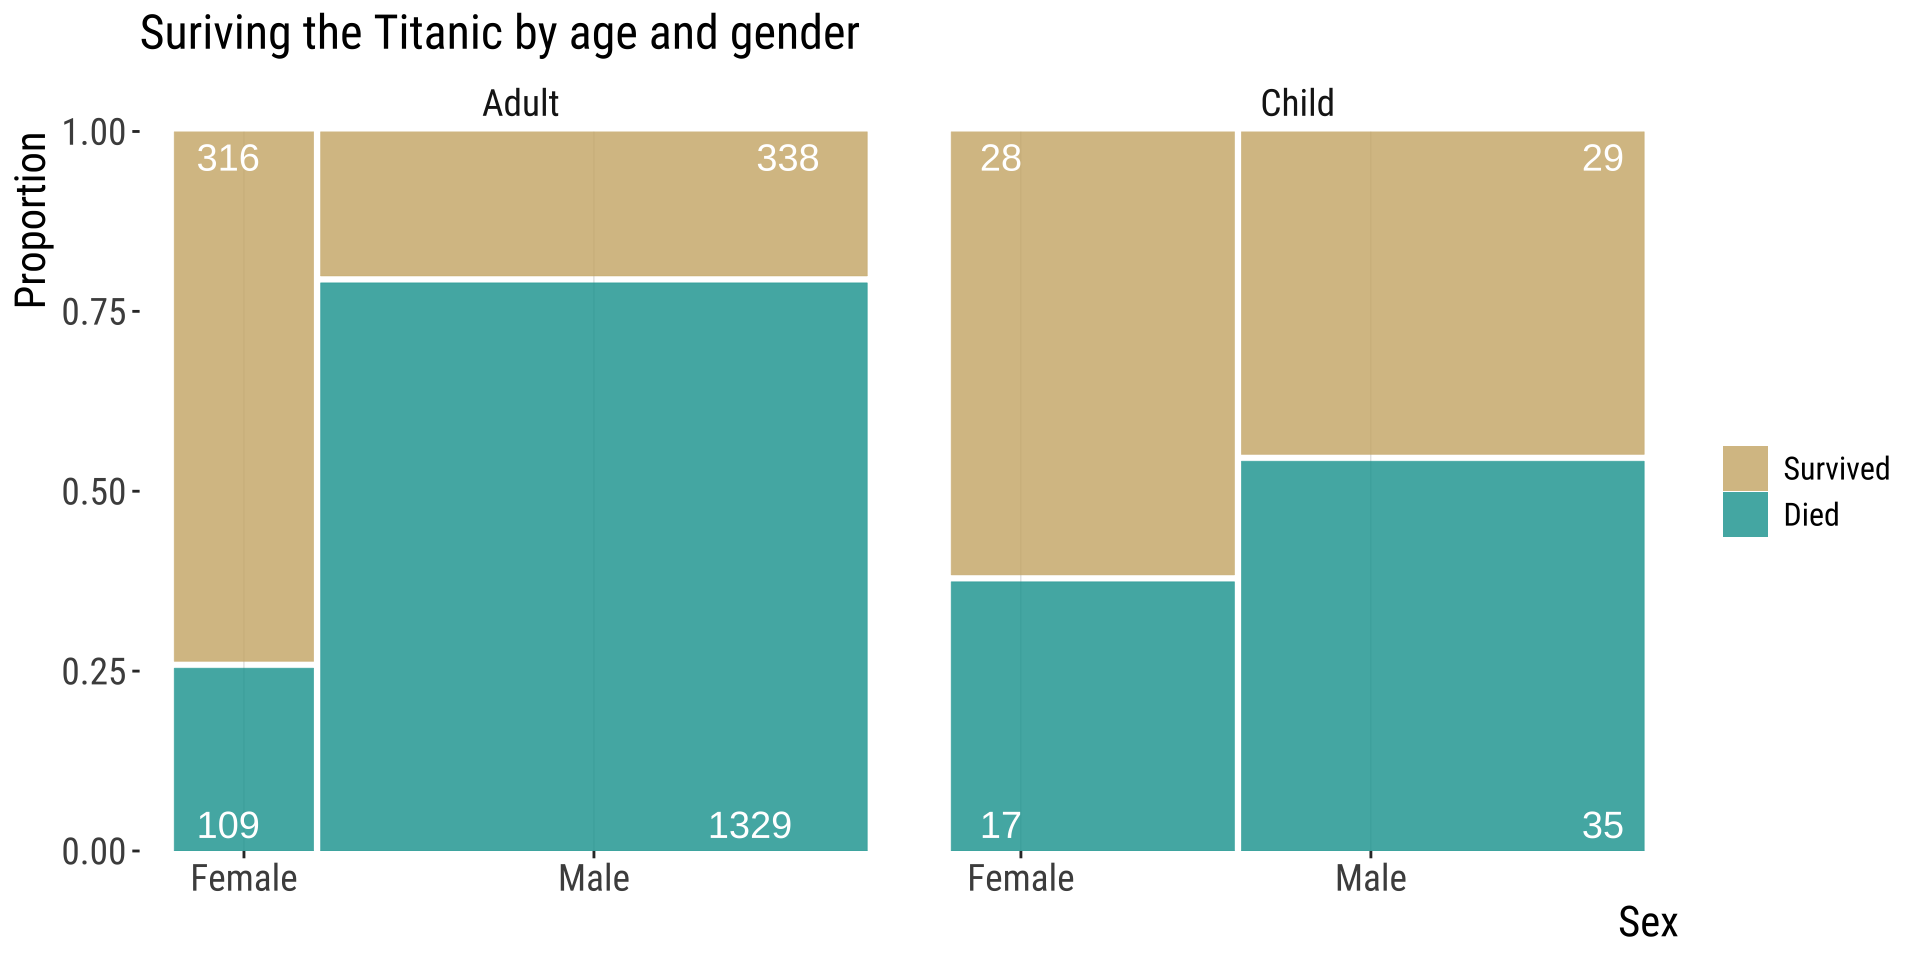 Suriving the Titanic by age and gender
Adult
Child
Proportion
1.00
0.75
0.50
0.25
0.00
316
338
109
1329
28
29
17
35
Female
Male
Female
Male
Sex
Survived
Died